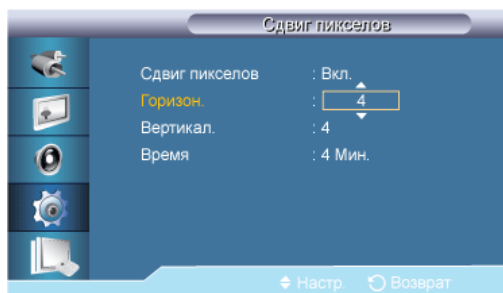 Сдвиг пикселов
Сдвиг пикселов : Вкл.
Горизон. : 4
Вертикал. : 4
Время : 4 Мин.
Настр. Возврат